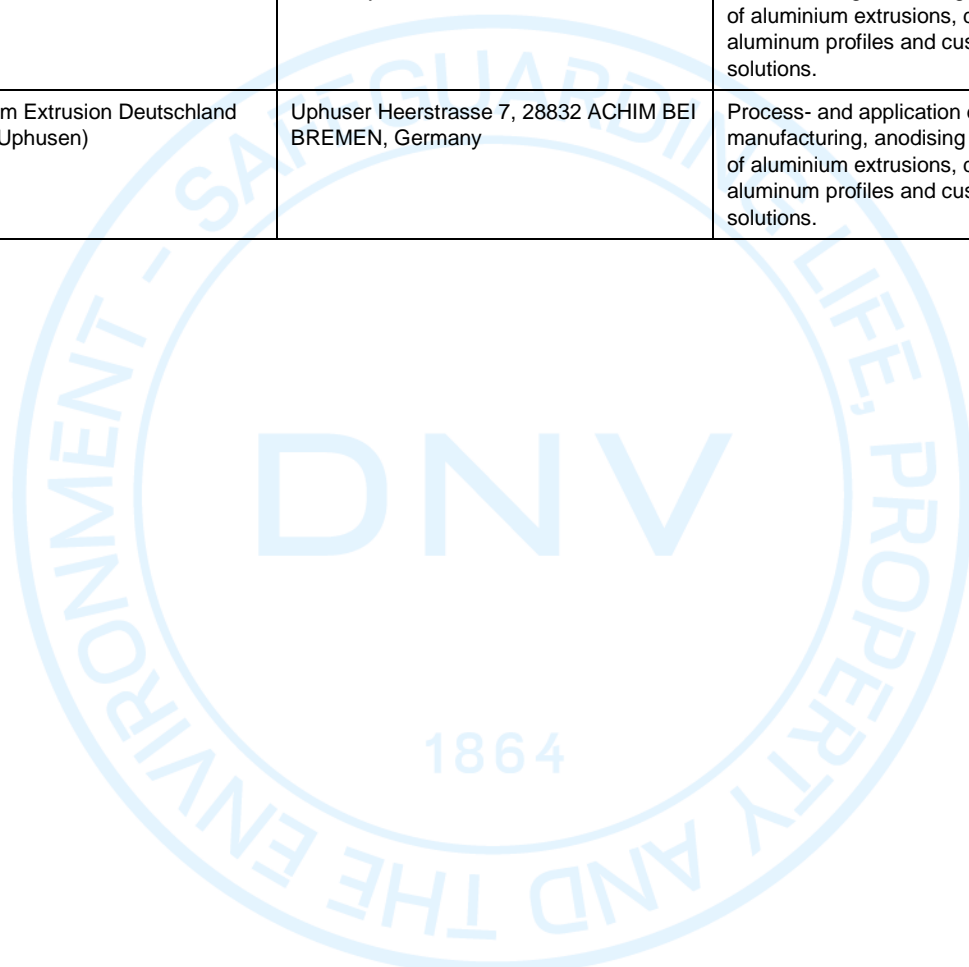 of aluminium extrusions,
aluminum profiles and
solutions.
Extrusion Deutschland
Uphusen)
Uphuser Heerstrasse 7, 28832 ACHIM BEI
BREMEN, Germany
Process- and application
manufacturing, anodising
of aluminium extrusions,
aluminum profiles and
solutions.
SAFEGUARDING LIFE, PROPERTY AND THE ENVIRONMENT -
DNV
1864